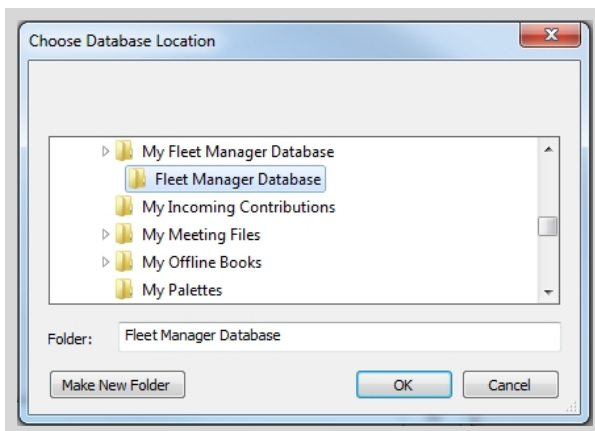 Choose Database Location
My Fleet Manager Database
Fleet Manager Database
My Incoming Contributions
My Meeting Files
My Offline Books
My Palettes
Folder: Fleet Manager Database
Make New Folder OK Cancel